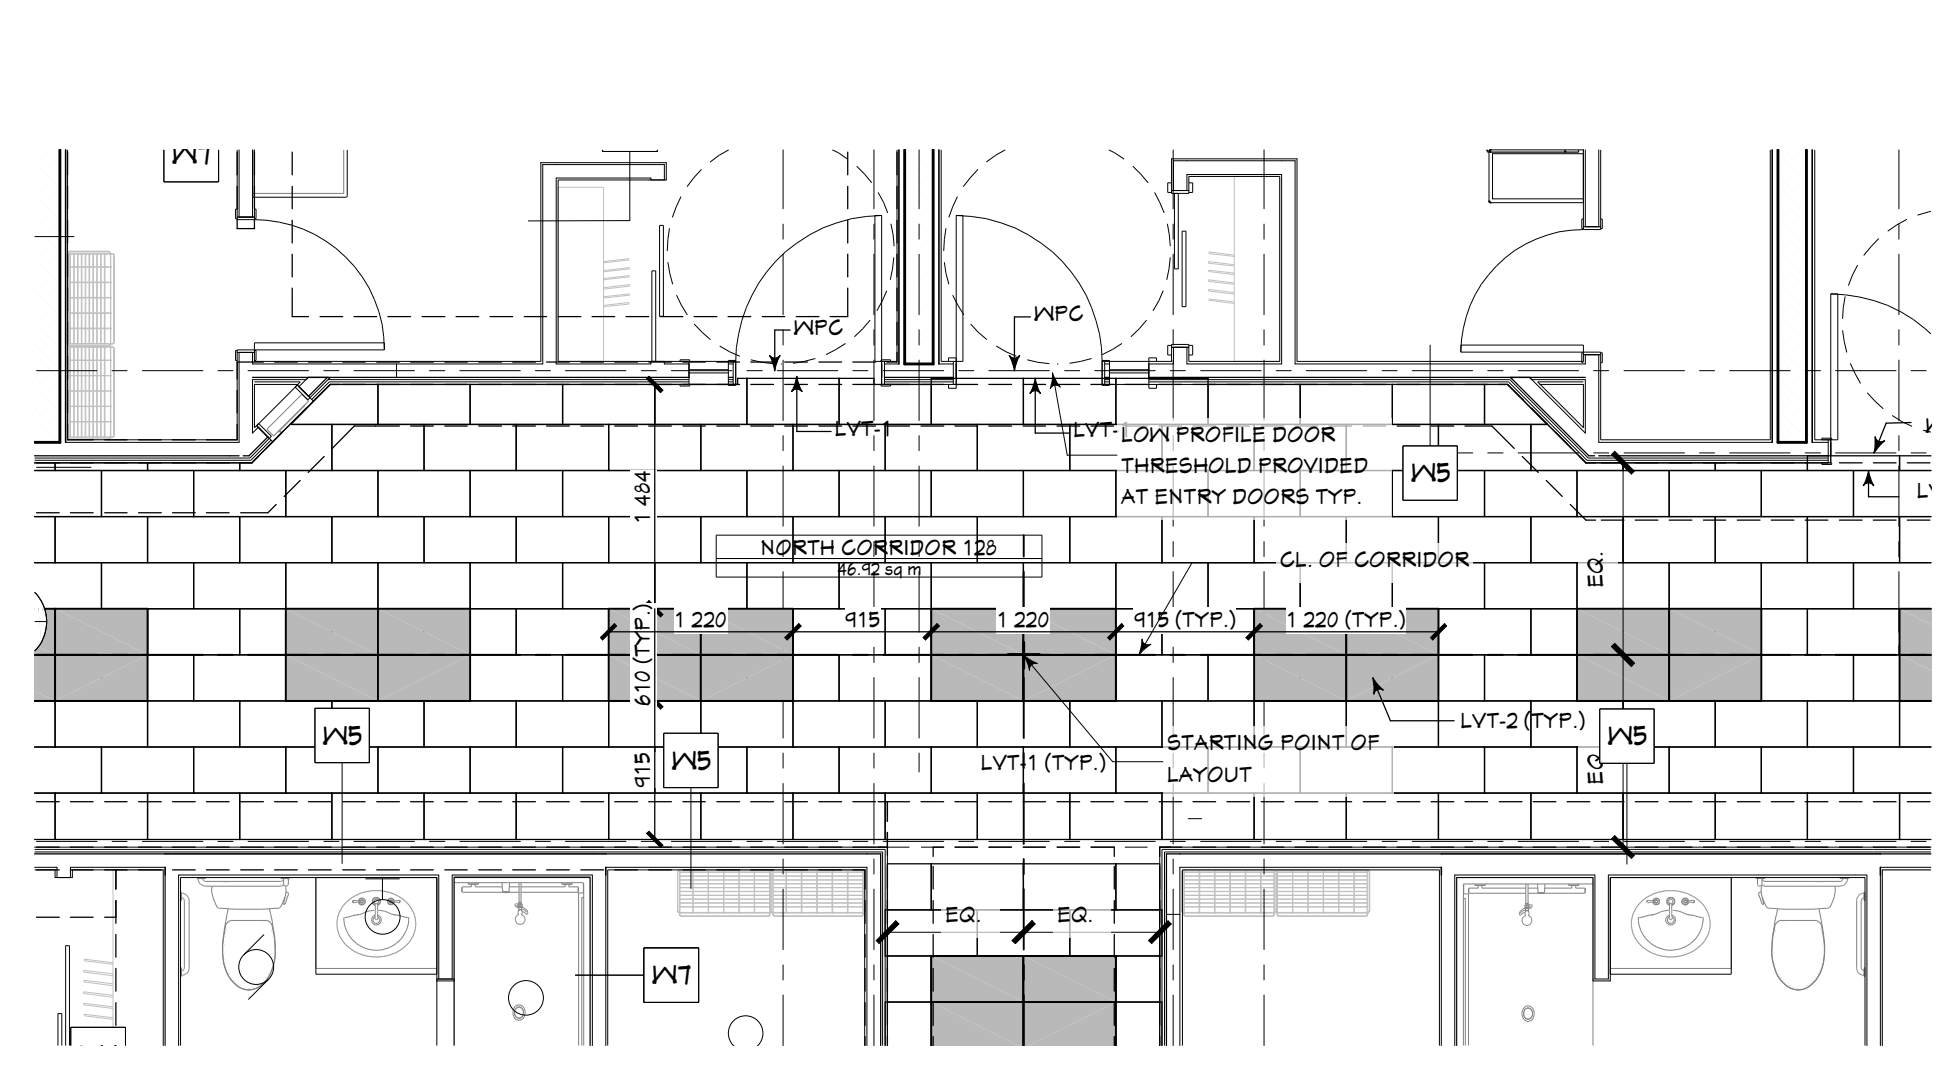 W7
WPC
WPC
LVT-1
LVT-
LOW PROFILE DOOR
THRESHOLD PROVIDED
AT ENTRY DOORS TYP.
W5
1 484
NORTH CORRIDOR 128
46.92 sq m
CL. OF CORRIDOR
EQ.
1 220
915
1 220
915 (TYP.)
1 220 (TYP.)
610 (TYP.)
LVT-2 (TYP.)
W5
W5
W5
STARTING POINT OF
LAYOUT
LVT-1 (TYP.)
915
EQ
EQ.
EQ.
W7